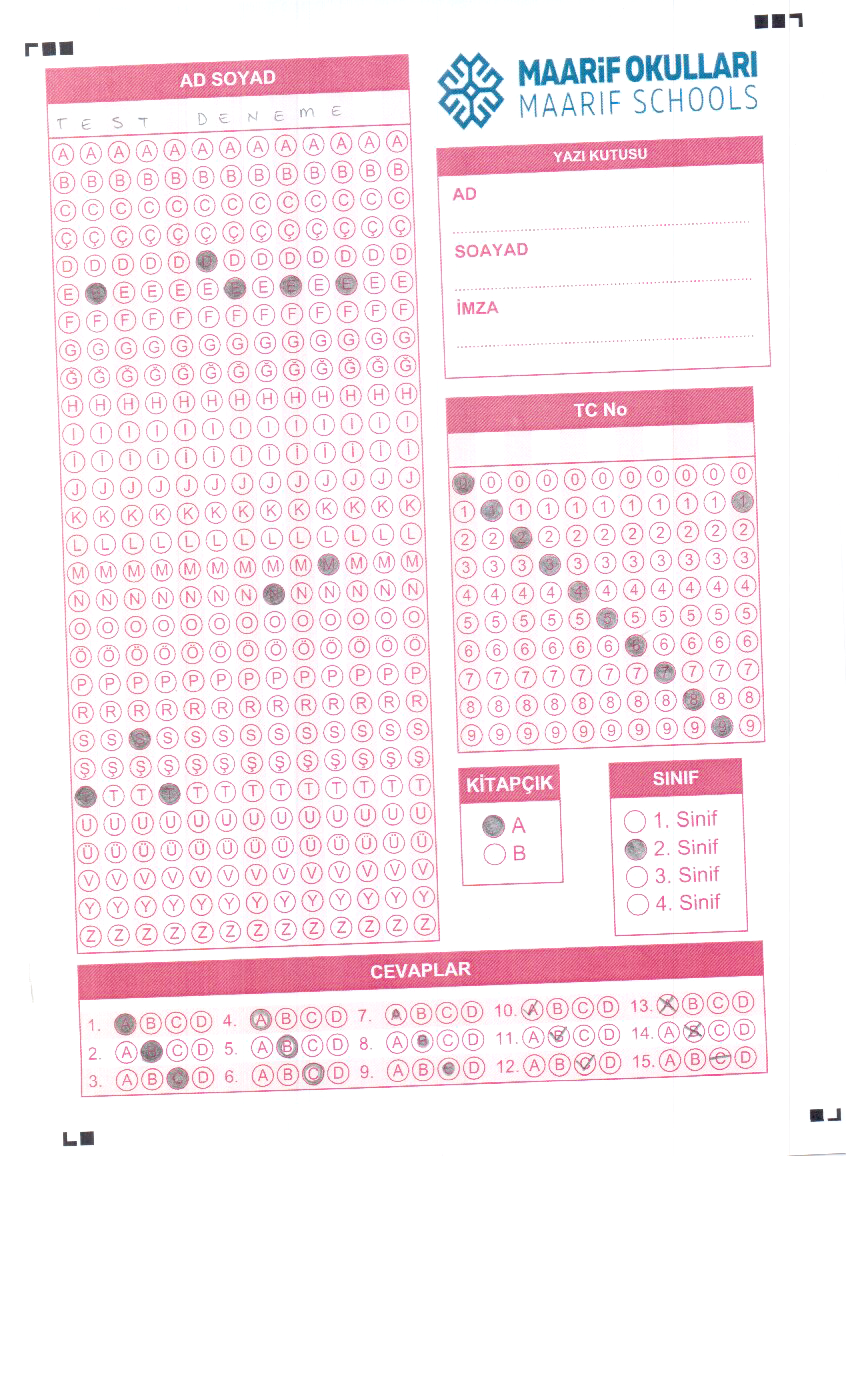 AD SOYAD
TEST DENEME
A A A A A A A A A A A A A
B B B B B B B B B B B B B
C C C C C C C C C C C C C
Ç Ç Ç Ç Ç Ç Ç Ç Ç Ç Ç Ç Ç
D D D D D D D D D D D D D
E E E E E E E E E E E E E
F F F F F F F F F F F F F
G G G G G G G G G G G G G
Ğ Ğ Ğ Ğ Ğ Ğ Ğ Ğ Ğ Ğ Ğ Ğ Ğ
H H H H H H H H H H H H H
I I I I I I I I I I I I I
İ İ İ İ İ İ İ İ İ İ İ İ İ
J J J J J J J J J J J J J
K K K K K K K K K K K K K
L L L L L L L L L L L L L
M M M M M M M M M M M M M
N N N N N N N N N N N N N
O O O O O O O O O O O O O
Ö Ö Ö Ö Ö Ö Ö Ö Ö Ö Ö Ö Ö
P P P P P P P P P P P P P
R R R R R R R R R R R R R
S S S S S S S S S S S S S
Ş Ş Ş Ş Ş Ş Ş Ş Ş Ş Ş Ş Ş
T T T T T T T T T T T T T
U U U U U U U U U U U U U
Ü Ü Ü Ü Ü Ü Ü Ü Ü Ü Ü Ü Ü
V V V V V V V V V V V V V
Y Y Y Y Y Y Y Y Y Y Y Y Y
Z Z Z Z Z Z Z Z Z Z Z Z Z
MAARiF OKULLARI
MAARIF SCHOOLS
YAZI KUTUSU
AD
SOAYAD
İMZA
TC No
0 0 0 0 0 0 0 0 0 0 0
1 1 1 1 1 1 1 1 1 1 1
2 2 2 2 2 2 2 2 2 2 2
3 3 3 3 3 3 3 3 3 3 3
4 4 4 4 4 4 4 4 4 4 4
5 5 5 5 5 5 5 5 5 5 5
6 6 6 6 6 6 6 6 6 6 6
7 7 7 7 7 7 7 7 7 7 7
8 8 8 8 8 8 8 8 8 8 8
9 9 9 9 9 9 9 9 9 9 9
KİTAPÇIK
A
B
SINIF
1. Sinif
2. Sinif
3. Sinif
4. Sinif
CEVAPLAR
1. A B C D 4. A B C D 7. A B C D 10. A B C D 13. A B C D
2. A B C D 5. A B C D 8. A B C D 11. A B C D 14. A B C D
3. A B C D 6. A B C D 9. A B C D 12. A B C D 15. A B C D